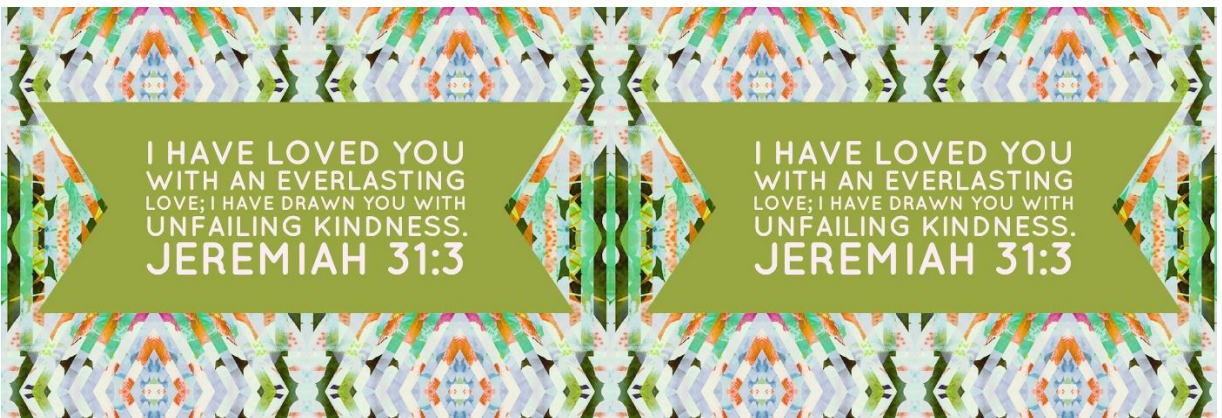 I HAVE LOVED YOU
WITH AN EVERLASTING
LOVE; I HAVE DRAWN YOU WITH
UNFAILING KINDNESS.
JEREMIAH 31:3
I HAVE LOVED YOU
WITH AN EVERLASTING
LOVE; I HAVE DRAWN YOU WITH
UNFAILING KINDNESS.
JEREMIAH 31:3